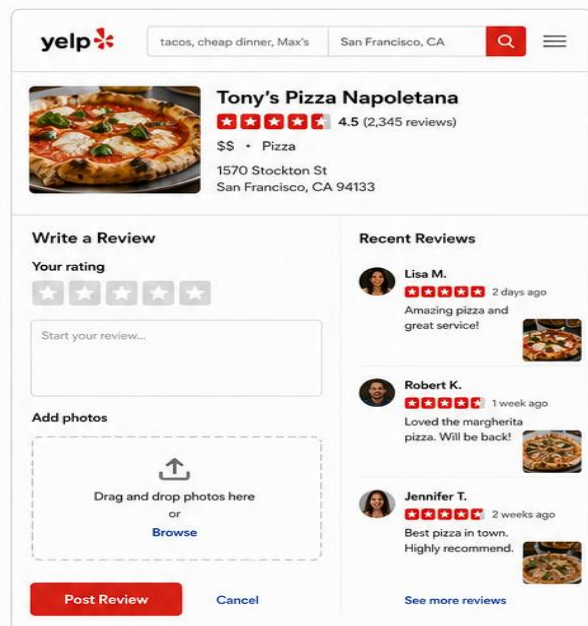 yelp
tacos, cheap dinner, Max's
San Francisco, CA
Tony's Pizza Napoletana
4.5 (2,345 reviews)
$$ • Pizza
1570 Stockton St
San Francisco, CA 94133
Write a Review
Your rating
Start your review...
Add photos
Drag and drop photos here
or
Browse
Post Review
Cancel
Recent Reviews
Lisa M.
2 days ago
Amazing pizza and
great service!
Robert K.
1 week ago
Loved the margherita
pizza. Will be back!
Jennifer T.
2 weeks ago
Best pizza in town.
Highly recommend.
See more reviews